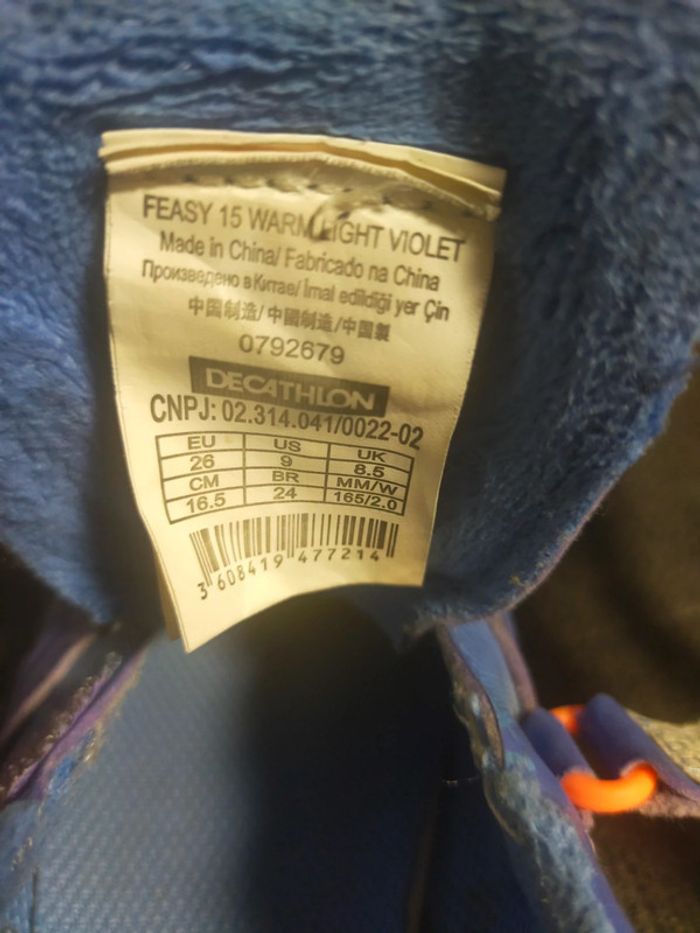 FEASY 15 WARM LIGHT VIOLET
Made in China/ Fabricado na China
Произведено в Китае/ İmal edildiği yer Çin
中国制造/中國制造/中国製
0792679
DECATHLON
CNPJ: 02.314.041/0022-02
EU US UK
26 9 8.5
CM BR MM/W
16.5 24 165/2.0
3 608419 477214